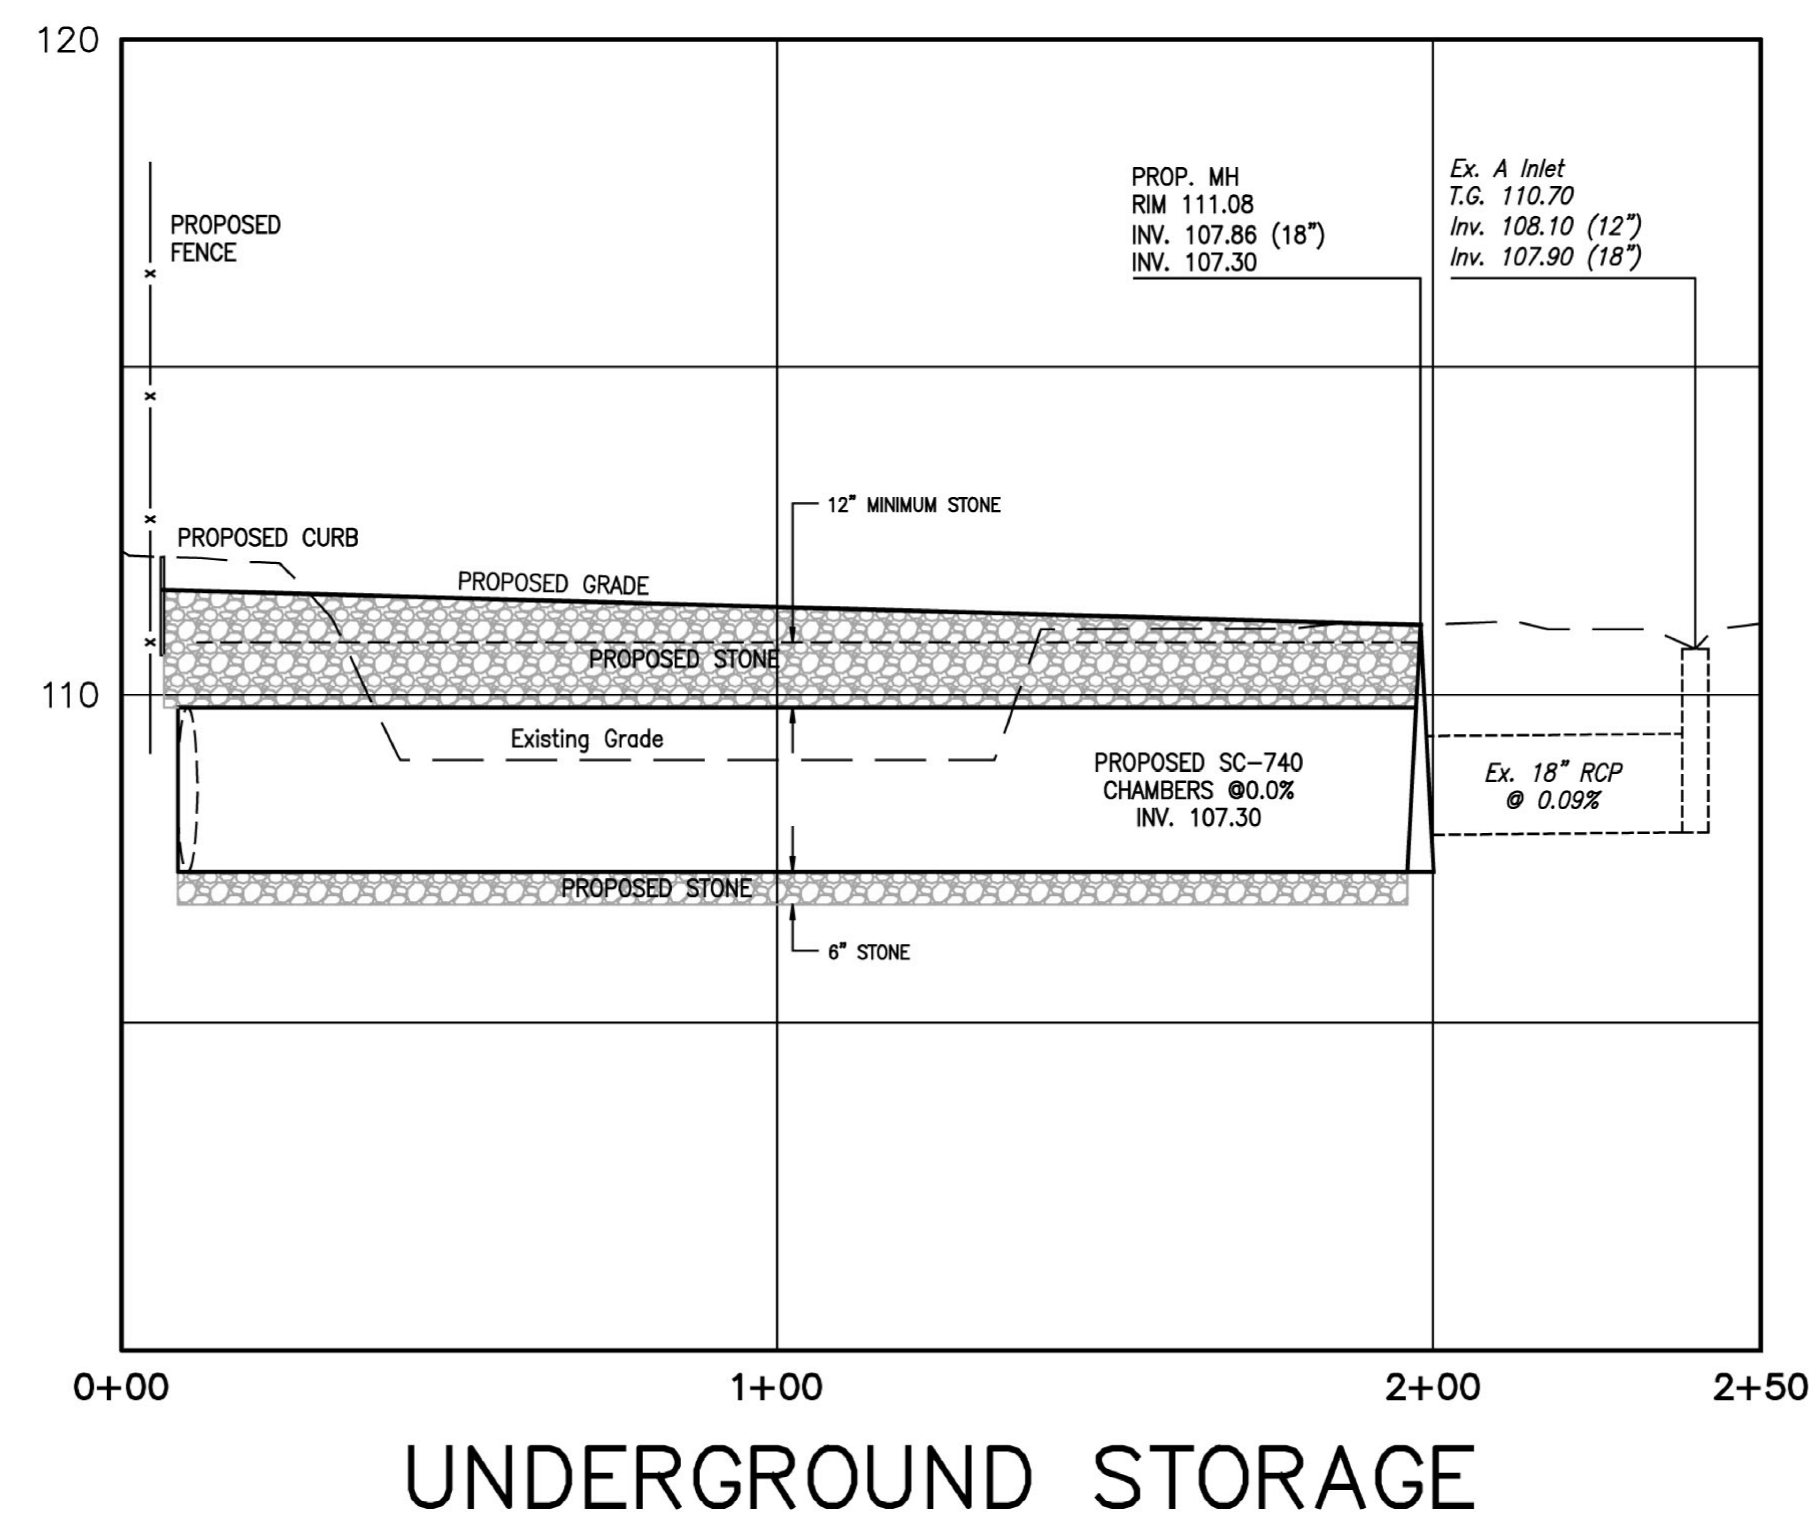 120
PROP. MH
RIM 111.08
INV. 107.86 (18")
INV. 107.30
Ex. A Inlet
T.G. 110.70
Inv. 108.10 (12")
Inv. 107.90 (18")
PROPOSED
FENCE
x
x
x
x
12" MINIMUM STONE
PROPOSED CURB
PROPOSED GRADE
PROPOSED STONE
110
Existing Grade
PROPOSED SC-740
CHAMBERS @0.0%
INV. 107.30
Ex. 18" RCP
@ 0.09%
PROPOSED STONE
6" STONE
0+00
1+00
2+00
2+50
UNDERGROUND STORAGE